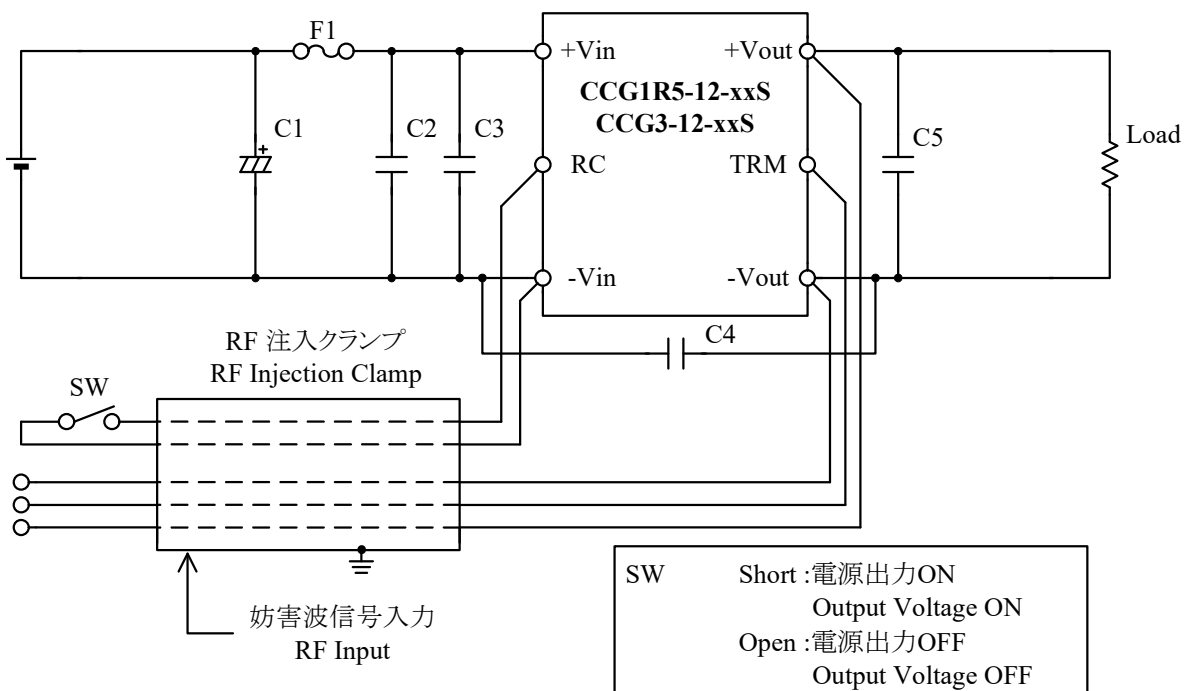 F1
+Vin
+Vout
CCG1R5-12-xxS
CCG3-12-xxS
C1
+
C2
C3
C5
Load
RC
TRM
-Vin
-Vout
C4
RF 注入クランプ
RF Injection Clamp
SW
妨害波信号入力
RF Input
SW Short :電源出力ON
Output Voltage ON
Open :電源出力OFF
Output Voltage OFF